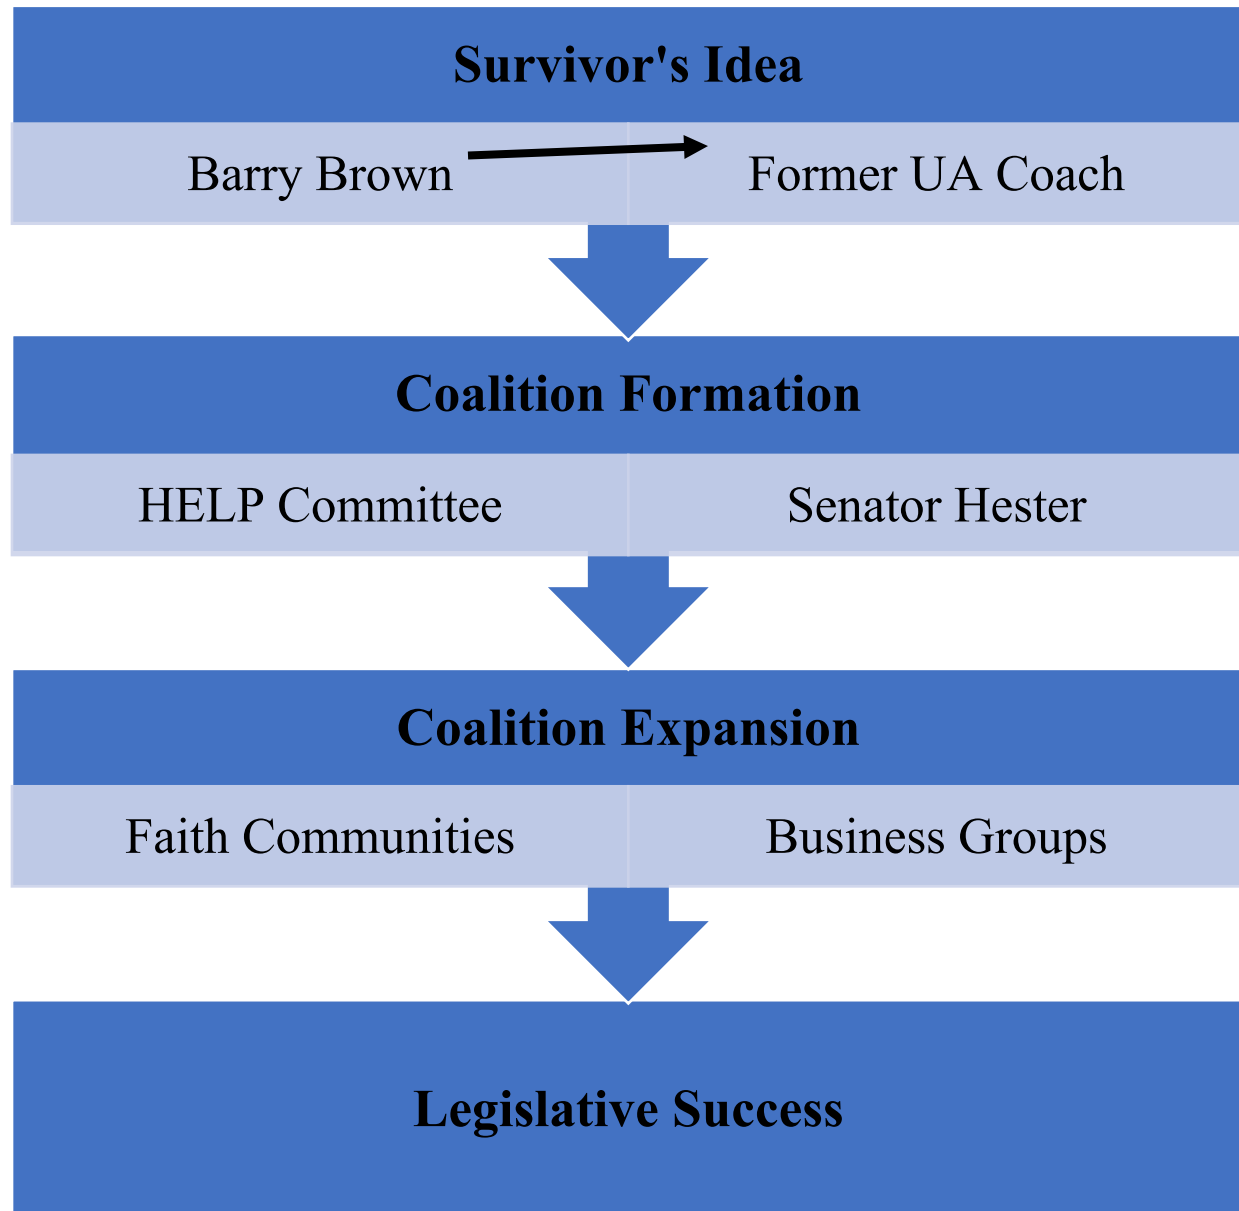 Survivor's Idea
Barry Brown
Former UA Coach
Coalition Formation
HELP Committee
Senator Hester
Coalition Expansion
Faith Communities
Business Groups
Legislative Success